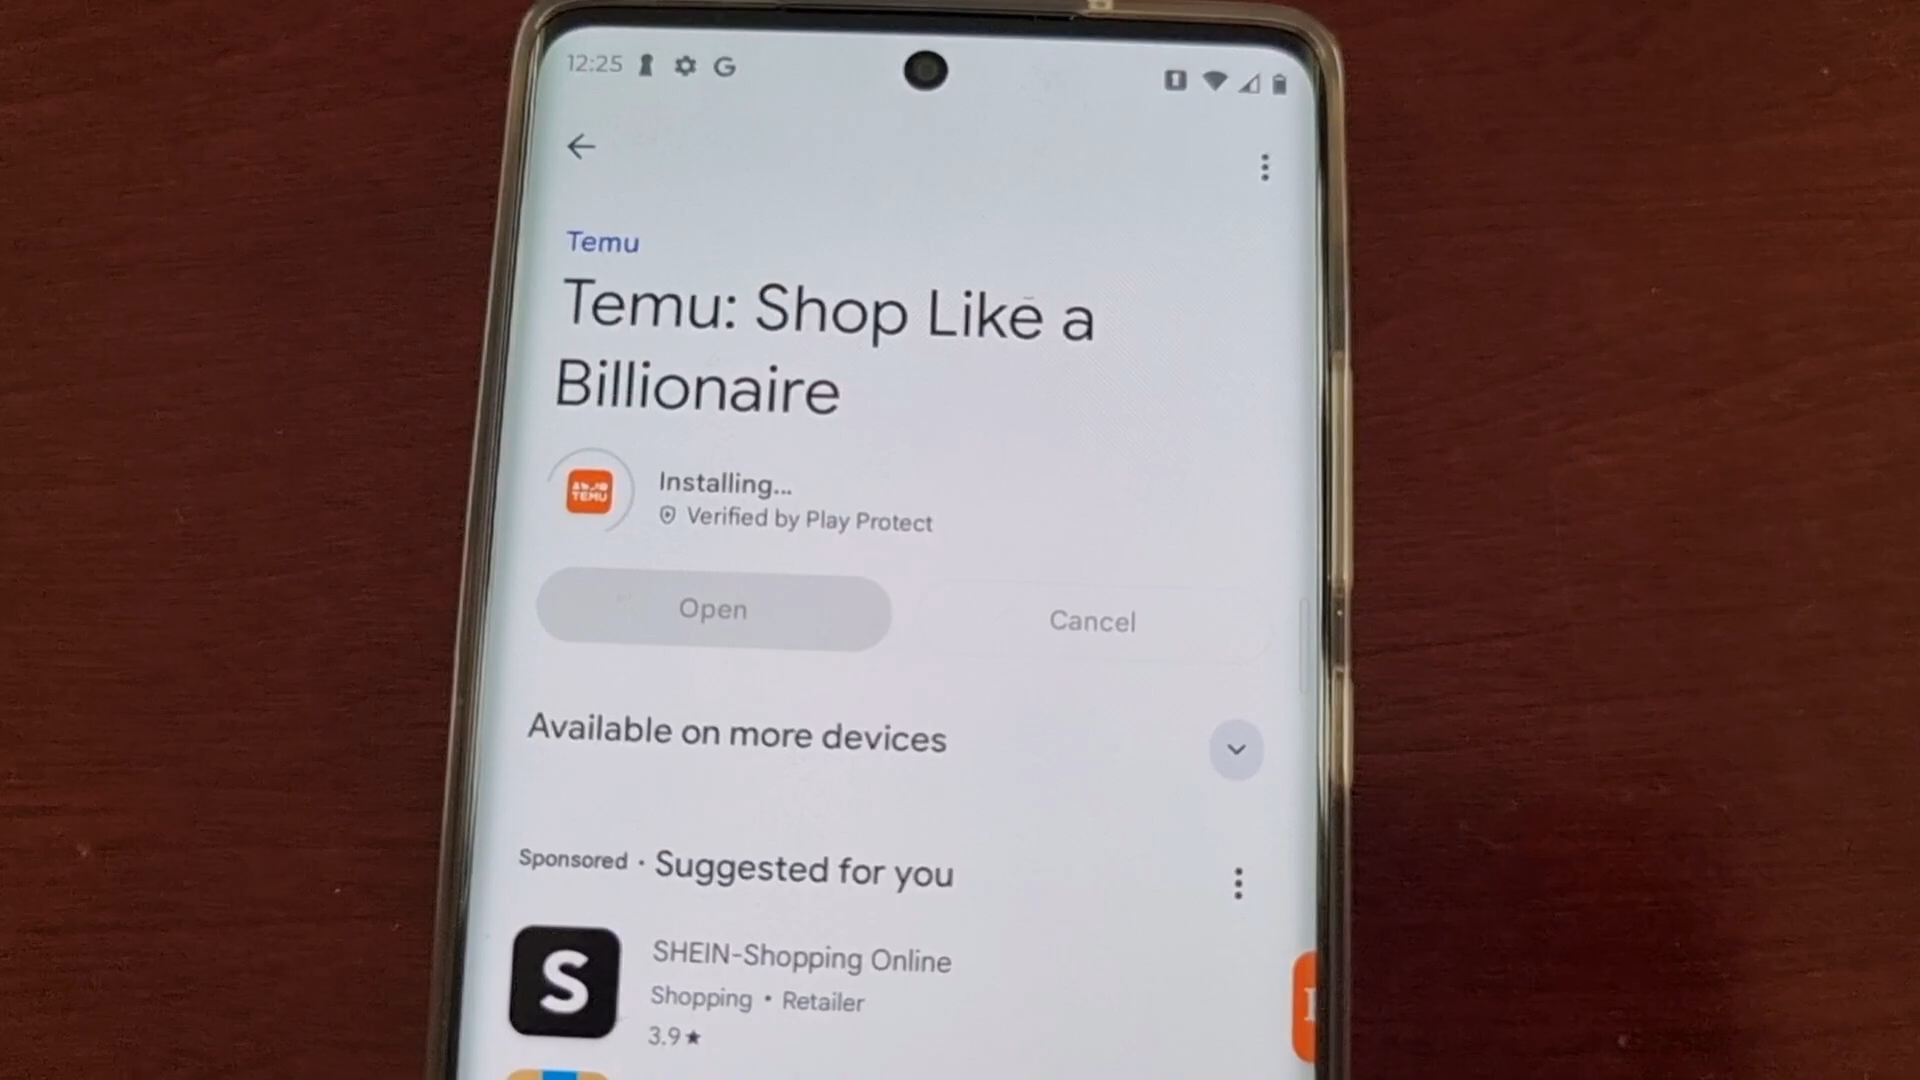 12:25
Temu
Temu: Shop Like a
Billionaire
TEMU
Installing...
Verified by Play Protect
Open
Cancel
Available on more devices
Sponsored · Suggested for you
S
SHEIN-Shopping Online
Shopping • Retailer
3.9★